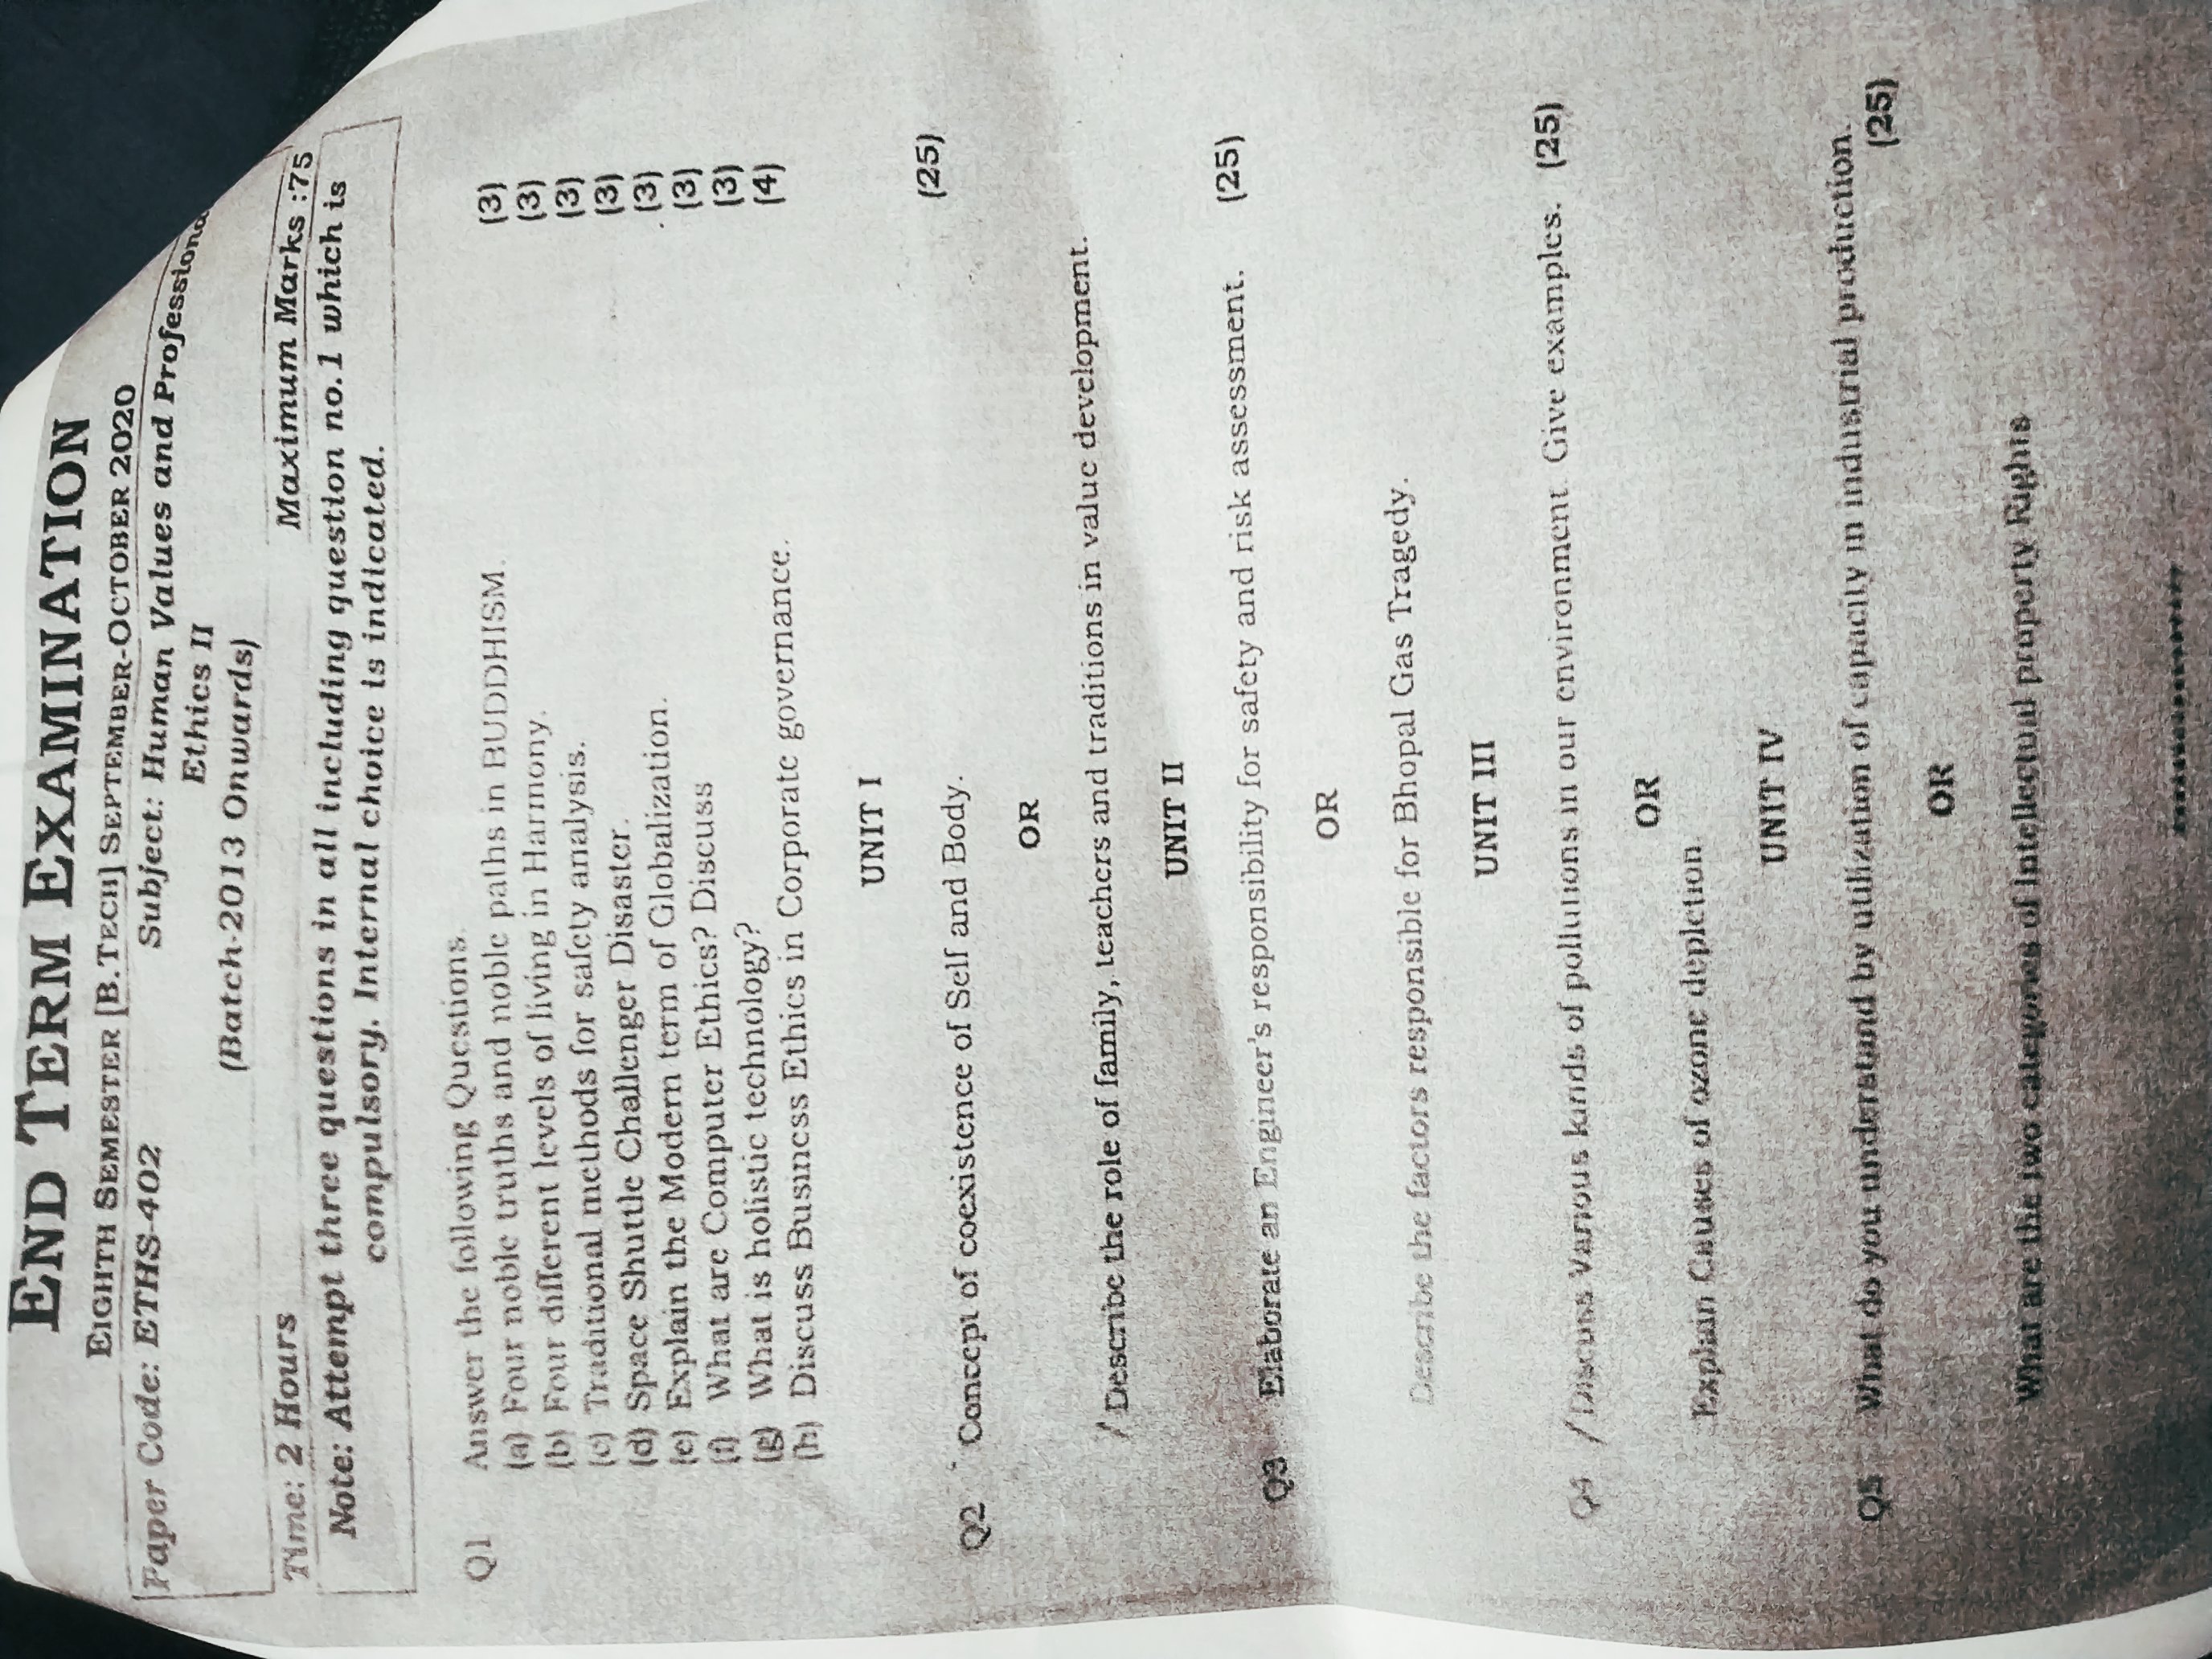 END TERM EXAMINATION
EIGHTH SEMESTER [B.TECH] SEPTEMBER-OCTOBER 2020
Paper Code: ETHS-402 Subject: Human Values and Professiona
Ethics II
(Batch-2013 Onwards)
Time: 2 Hours Maximum Marks :75
Note: Attempt three questions in all including question no.1 which is
compulsory. Internal choice is indicated.
Q1 Answer the following Questions.
(a) Four noble truths and noble paths in BUDDHISM. (3)
(b) Four different levels of living in Harmony. (3)
(c) Traditional methods for safety analysis. (3)
(d) Space Shuttle Challenger Disaster. (3)
(e) Explain the Modern term of Globalization. (3)
(f) What are Computer Ethics? Discuss (3)
(g) What is holistic technology? (3)
(h) Discuss Business Ethics in Corporate governance. (4)
UNIT I
Q2 Concept of coexistence of Self and Body. (25)
OR
Describe the role of family, teachers and traditions in value development.
UNIT II
Q3 Elaborate an Engineer's responsibility for safety and risk assessment. (25)
OR
Describe the factors responsible for Bhopal Gas Tragedy.
UNIT III
Q4 Discuss Various kinds of pollutions in our environment. Give examples. (25)
OR
Explain Causes of ozone depletion.
UNIT IV
Q5 What do you understand by utilization of capacity in industrial production.
(25)
OR
What are the two categories of Intellectual property Rights